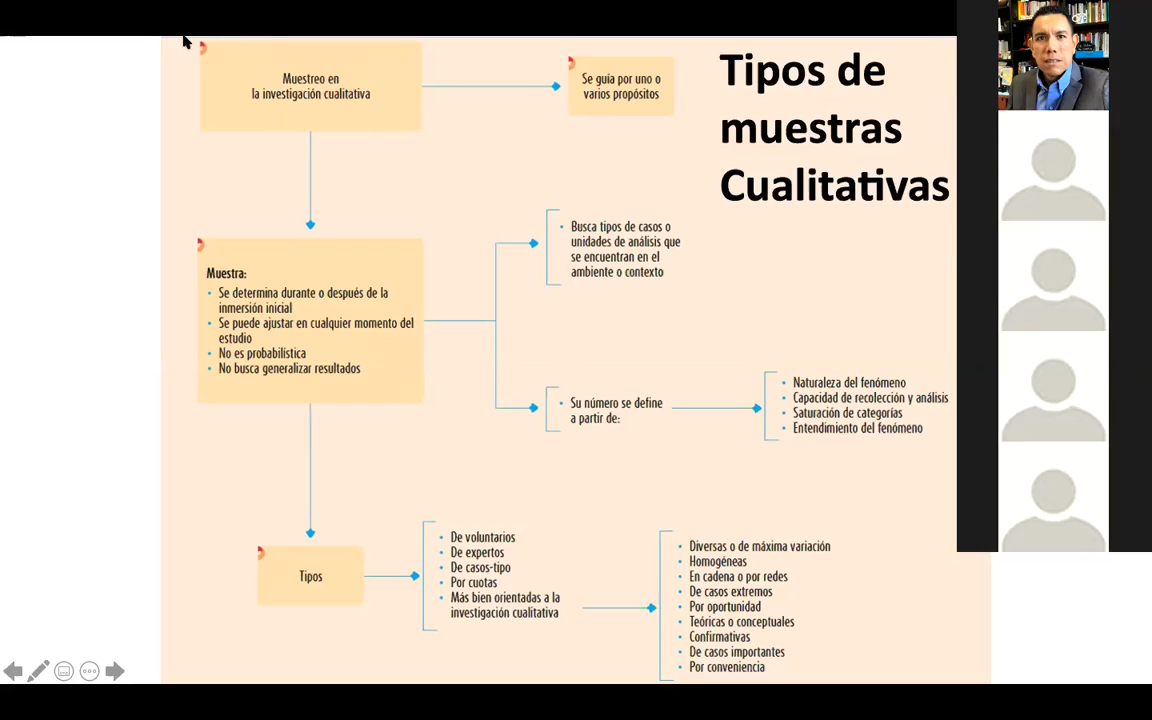 Muestreo en
la investigación cualitativa
Se guía por uno o
varios propósitos
Tipos de
muestras
Cualitativas
Muestra:
• Se determina durante o después de la
inmersión inicial
• Se puede ajustar en cualquier momento del
estudio
• No es probabilística
• No busca generalizar resultados
• Busca tipos de casos o
unidades de análisis que
se encuentran en el
ambiente o contexto
• Su número se define
a partir de:
• Naturaleza del fenómeno
• Capacidad de recolección y análisis
• Saturación de categorías
• Entendimiento del fenómeno
Tipos
• De voluntarios
• De expertos
• De casos-tipo
• Por cuotas
• Más bien orientadas a la
investigación cualitativa
• Diversas o de máxima variación
• Homogéneas
• En cadena o por redes
• De casos extremos
• Por oportunidad
• Teóricas o conceptuales
• Confirmativas
• De casos importantes
• Por conveniencia